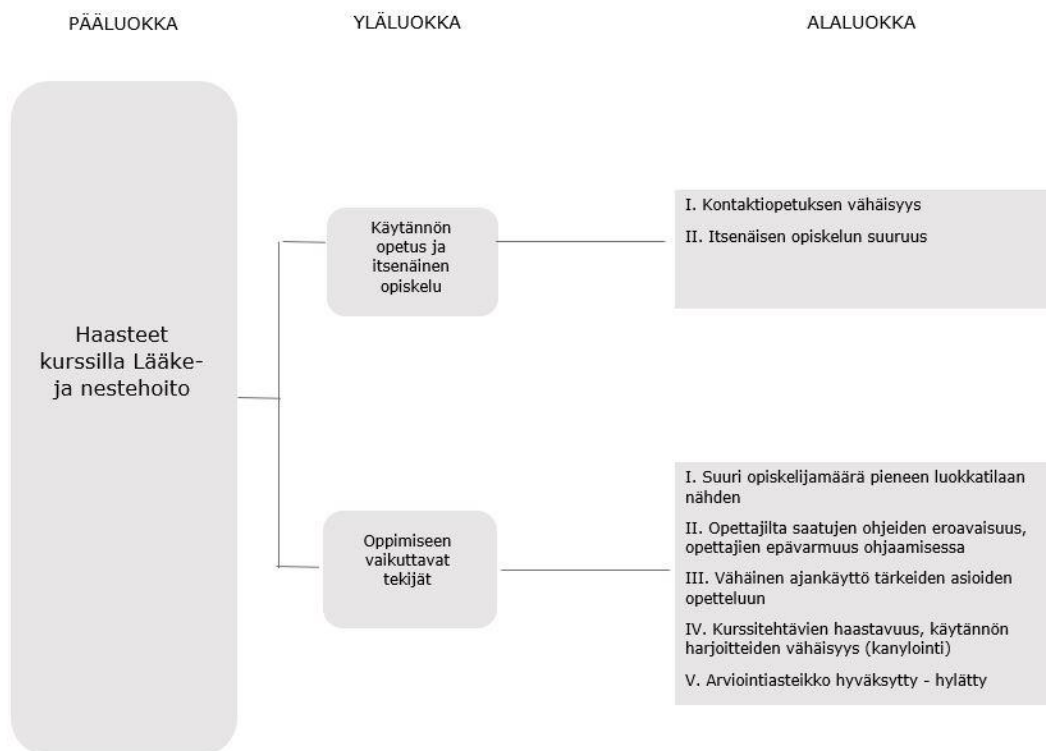 PÄÄLUOKKA
YLÄLUOKKA
ALALUOKKA
Haasteet
kurssilla Lääke-
ja nestehoito
Käytännön
opetus ja
itsenäinen
opiskelu
I. Kontaktiopetuksen vähäisyys
II. Itsenäisen opiskelun suuruus
Oppimiseen
vaikuttavat
tekijät
I. Suuri opiskelijamäärä pieneen luokkatilaan
nähden
II. Opettajilta saatujen ohjeiden eroavaisuus,
opettajien epävarmuus ohjaamisessa
III. Vähäinen ajankäyttö tärkeiden asioiden
opetteluun
IV. Kurssitehtävien haastavuus, käytännön
harjoitteiden vähäisyys (kanylointi)
V. Arviointiasteikko hyväksytty - hylätty